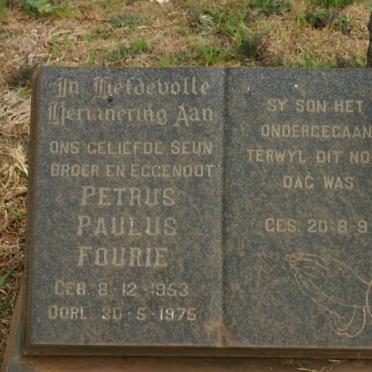 In Liefdevolle
Herinnering Aan
ONS GELIEFDE SEUN
BROER EN EGGENOOT
PETRUS
PAULUS
FOURIE
GEB. 8-12-1953
OORL. 30-5-1975
SY SON HET
ONDERGEGAAN
TERWYL DIT NO
DAG WAS
GES. 20-8-9